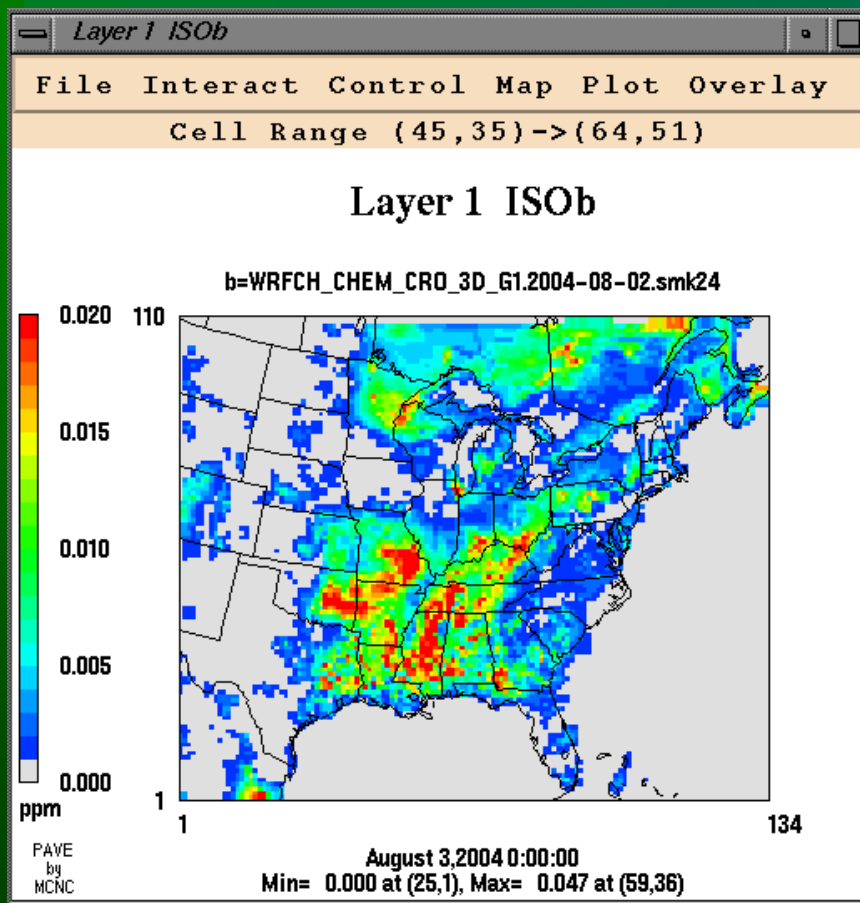 Layer 1 ISOb
File Interact Control Map Plot Overlay
Cell Range (45,35)->(64,51)
Layer 1 ISOb
b=WRFCH_CHEM_CRO_3D_G1.2004-08-02.smk24
0.020
0.015
0.010
0.005
0.000
ppm
110
1
1
134
PAVE
by
MCNC
August 3,2004 0:00:00
Min= 0.000 at (25,1), Max= 0.047 at (59,36)